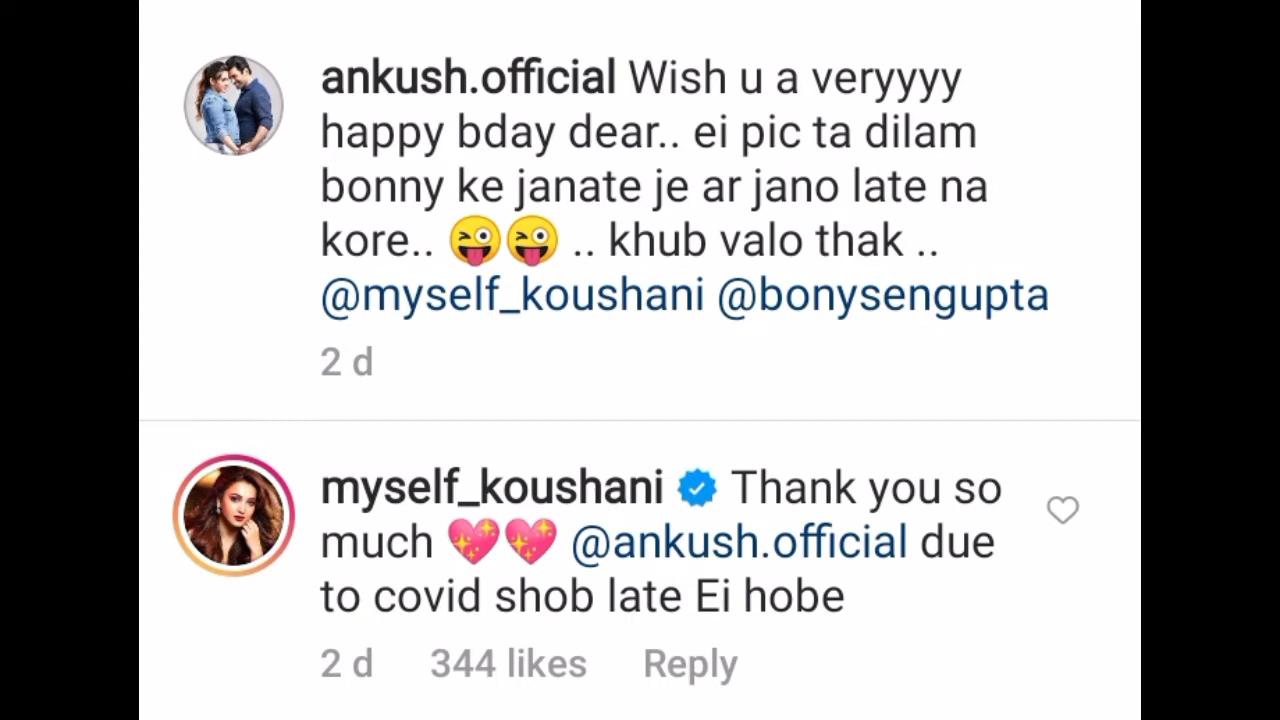 ankush.official Wish u a veryyyy
happy bday dear.. ei pic ta dilam
bonny ke janate je ar jano late na
kore.. 😜😜 .. khub valo thak ..
@myself_koushani @bonysengupta
2 d
myself_koushani Thank you so
much 💖💖 @ankush.official due
to covid shob late Ei hobe
2 d 344 likes Reply